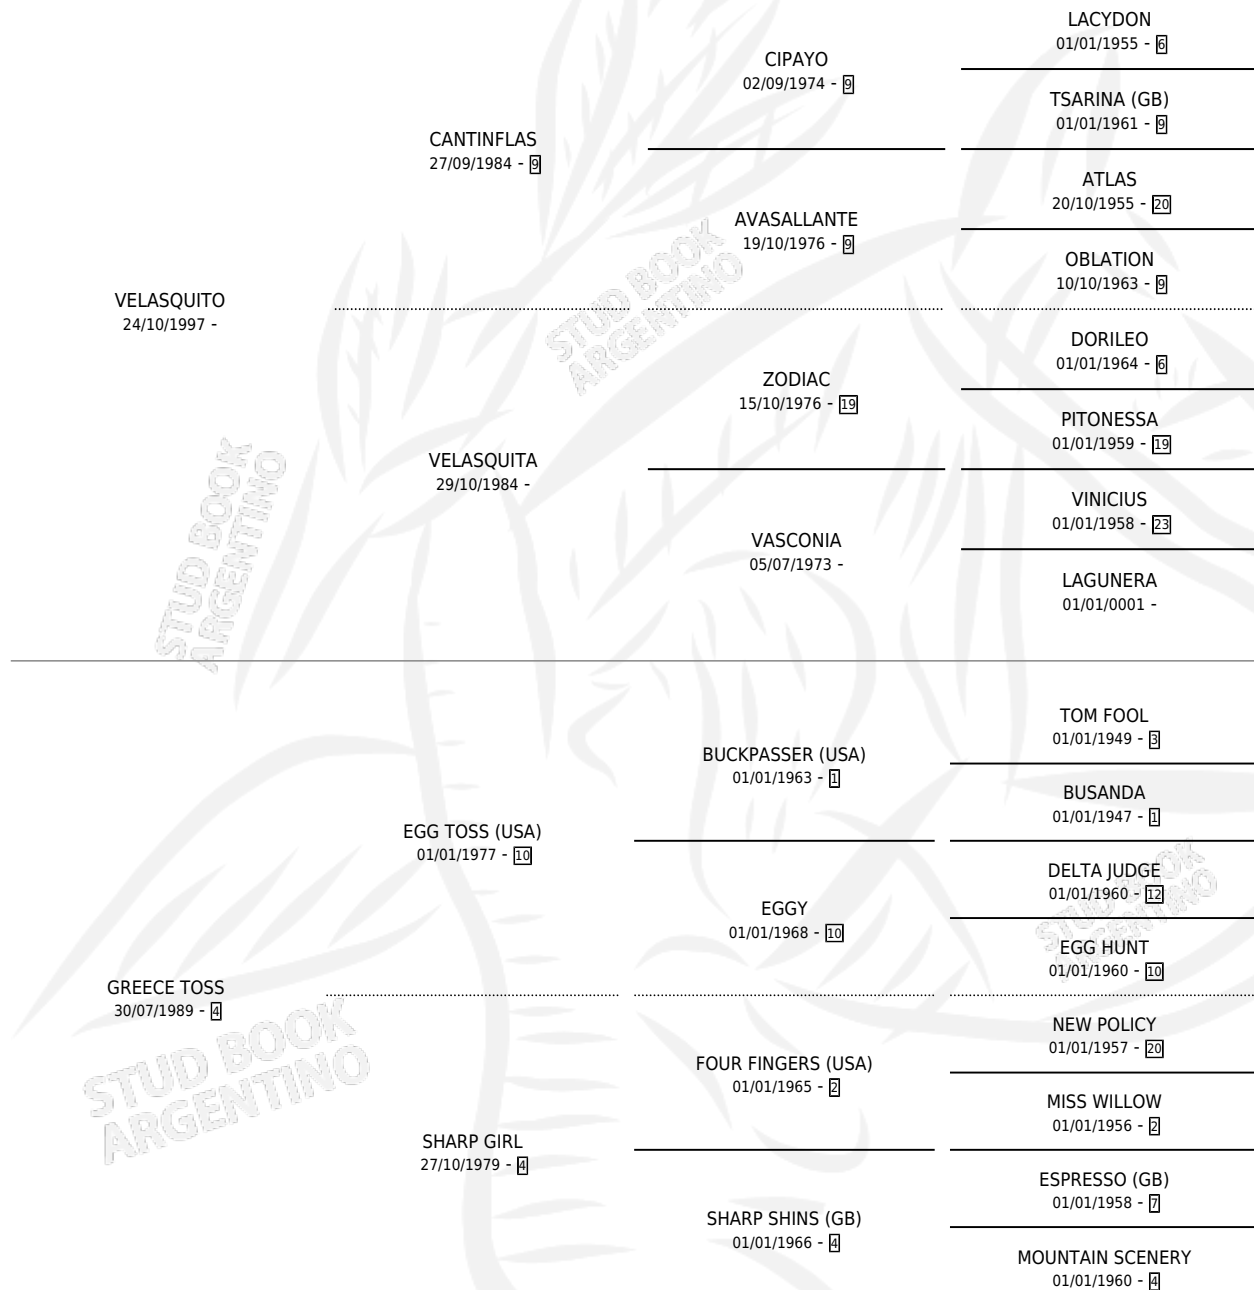 VELASQUITO
24/10/1997 -
CANTINFLAS
27/09/1984 - 9
VELASQUITA
29/10/1984 -
CIPAYO
02/09/1974 - 9
AVASALLANTE
19/10/1976 - 9
ZODIAC
15/10/1976 - 19
VASCONIA
05/07/1973 -
LACYDON
01/01/1955 - 6
TSARINA (GB)
01/01/1961 - 9
ATLAS
20/10/1955 - 20
OBLATION
10/10/1963 - 9
DORILEO
01/01/1964 - 6
PITONESSA
01/01/1959 - 19
VINICIUS
01/01/1958 - 23
LAGUNERA
01/01/0001 -
GREECE TOSS
30/07/1989 - 4
EGG TOSS (USA)
01/01/1977 - 10
SHARP GIRL
27/10/1979 - 4
BUCKPASSER (USA)
01/01/1963 - 1
EGGY
01/01/1968 - 10
FOUR FINGERS (USA)
01/01/1965 - 2
SHARP SHINS (GB)
01/01/1966 - 4
TOM FOOL
01/01/1949 - 3
BUSANDA
01/01/1947 - 1
DELTA JUDGE
01/01/1960 - 12
EGG HUNT
01/01/1960 - 10
NEW POLICY
01/01/1957 - 20
MISS WILLOW
01/01/1956 - 2
ESPRESSO (GB)
01/01/1958 - 7
MOUNTAIN SCENERY
01/01/1960 - 4
STUD BOOK
ARGENTINO
STUD BOOK
ARGENTINO
STUD BOOK
ARGENTINO
STUD BOOK
ARGENTINO